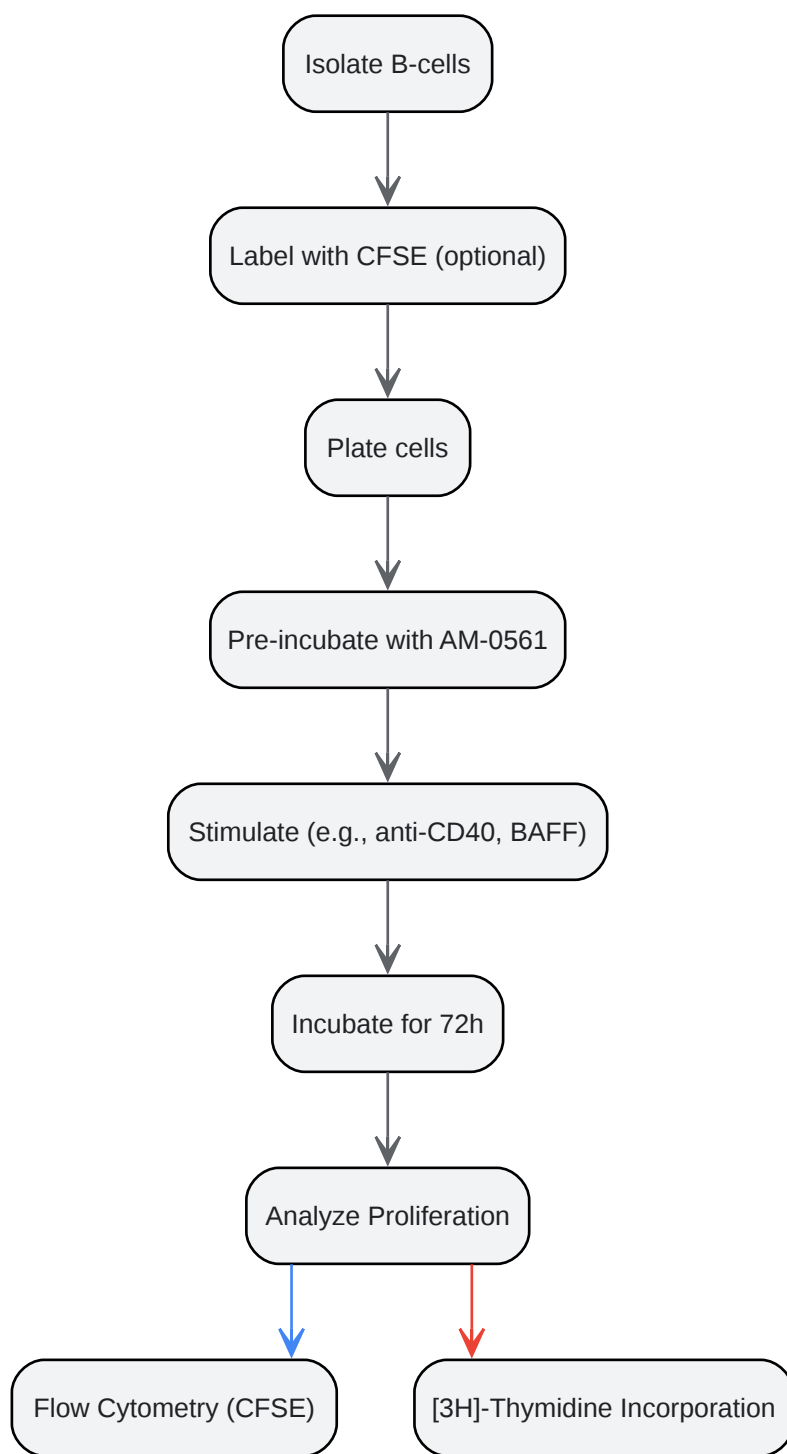 Isolate B-cells
Label with CFSE (optional)
Plate cells
Pre-incubate with AM-0561
Stimulate (e.g., anti-CD40, BAFF)
Incubate for 72h
Analyze Proliferation
Flow Cytometry (CFSE)
[3H]-Thymidine Incorporation